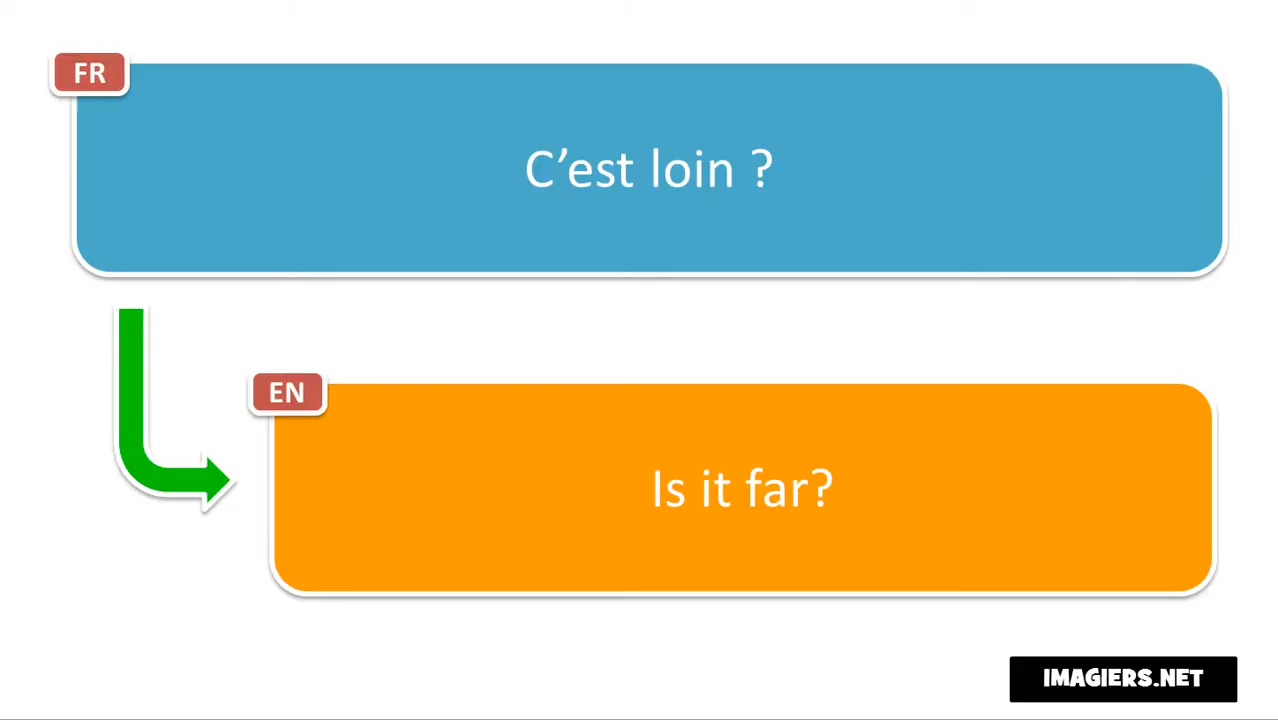 FR
C’est loin ?
EN
Is it far?
IMAGIERS.NET